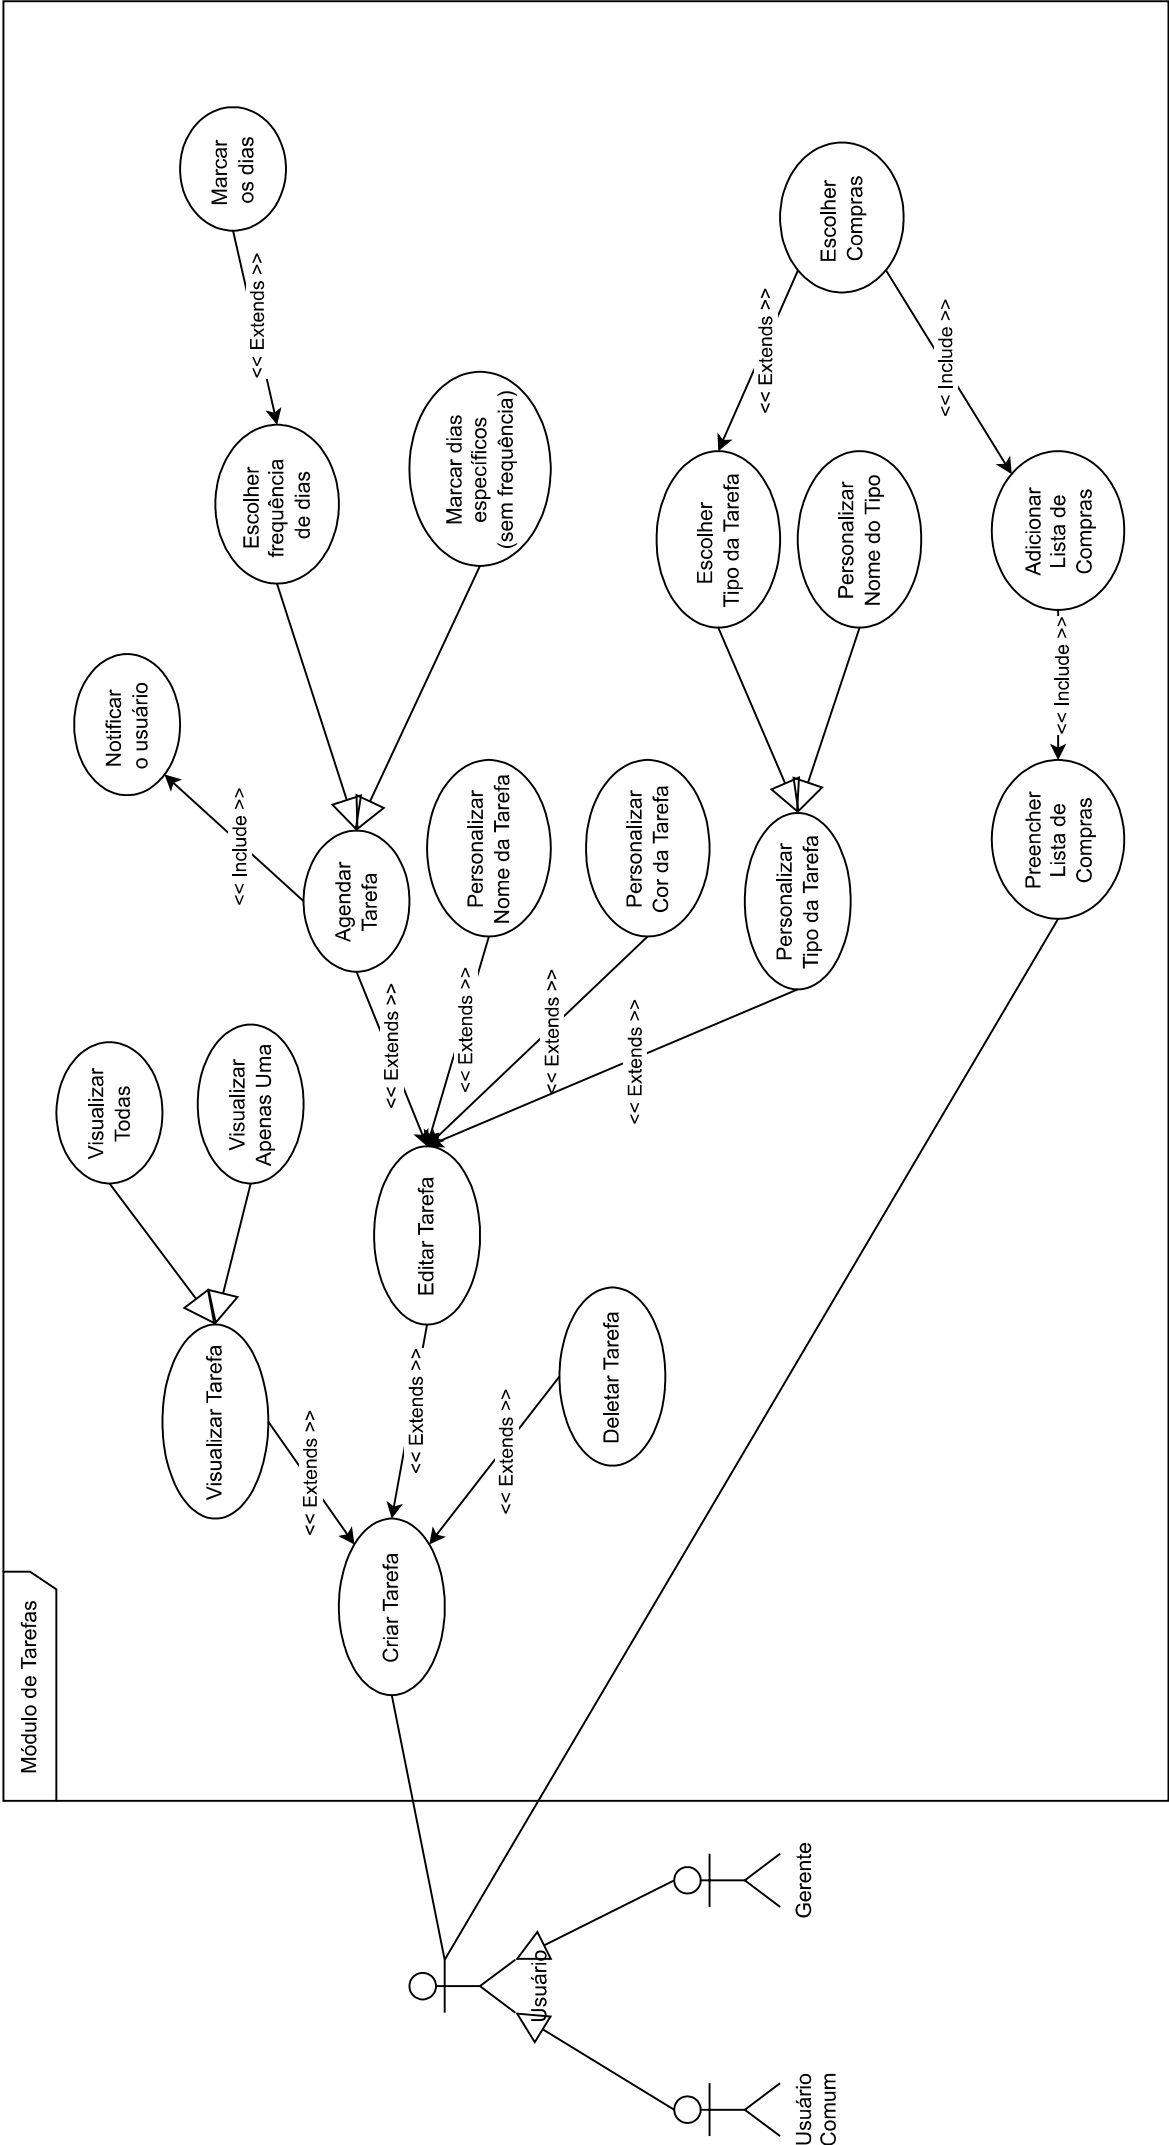 Módulo de Tarefas
Visualizar
Todas
Notificar
o usuário
Marcar
os dias
Visualizar
Apenas Uma
<< Include >>
<< Extends >>
Visualizar Tarefa
Escolher
frequência
de dias
<< Extends >>
Agendar
Tarefa
<< Extends >>
Criar Tarefa
<< Extends >>
Editar Tarefa
<< Extends >>
Personalizar
Nome da Tarefa
Marcar dias
específicos
(sem frequência)
<< Extends >>
<< Extends >>
Usuário
Deletar Tarefa
<< Extends >>
Personalizar
Cor da Tarefa
Escolher
Tipo da Tarefa
<< Extends >>
Personalizar
Tipo da Tarefa
Personalizar
Nome do Tipo
Escolher
Compras
<< Include >>
Usuário
Comum
Gerente
Preencher
Lista de
Compras
<< Include >>
Adicionar
Lista de
Compras